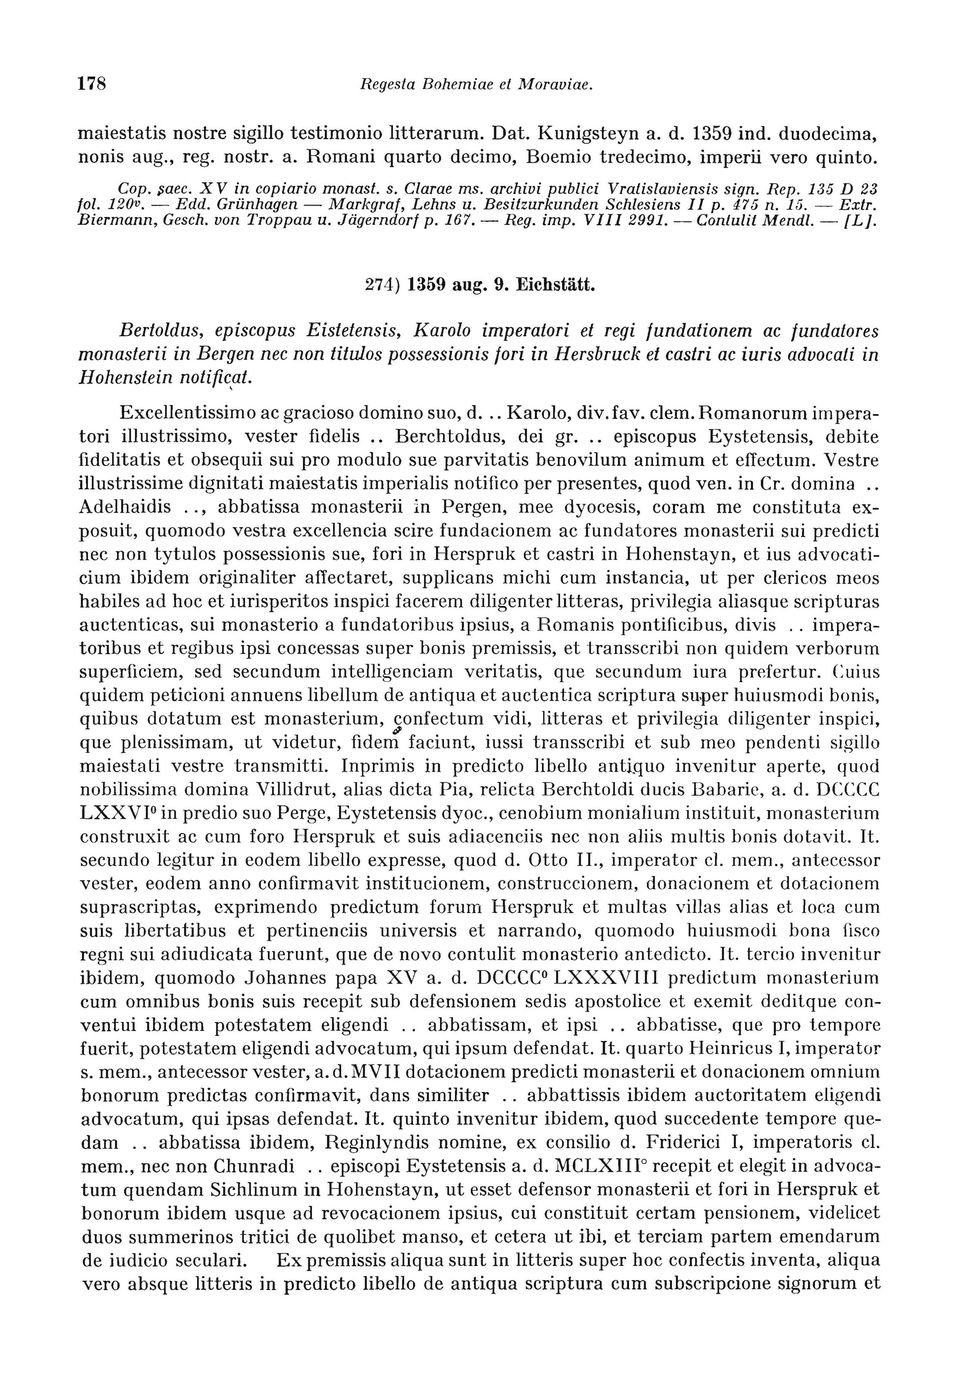 178 Regesta Bohemiae et Moraviae.
maiestatis nostre sigillo testimonio litterarum. Dat. Kunigsteyn a. d. 1359 ind. duodecima,
nonis aug., reg. nostr. a. Romani quarto decimo, Boemio tredecimo, imperii vero quinto.
Cop. saec. XV in copiario monast. s. Clarae ms. archivi publici Vratislaviensis sign. Rep. 135 D 23
fol. 120v. — Edd. Grünhagen — Markgraf, Lehns u. Besitzurkunden Schlesiens II p. 475 n. 15. — Extr.
Biermann, Gesch. von Troppau u. Jägerndorf p. 167. — Reg. imp. VIII 2991. — Contulit Mendl. — [L].
274) 1359 aug. 9. Eichstätt.
Bertoldus, episcopus Eistetensis, Karolo imperatori et regi fundationem ac fundatores
monasterii in Bergen nec non titulos possessionis fori in Hersbruck et castri ac iuris advocati in
Hohenstein notificat.
Excellentissimo ac gracioso domino suo, d. .. Karolo, div. fav. clem. Romanorum impera-
tori illustrissimo, vester fidelis .. Berchtoldus, dei gr. .. episcopus Eystetensis, debite
fidelitatis et obsequii sui pro modulo sue parvitatis benovilum animum et effectum. Vestre
illustrissime dignitati maiestatis imperialis notifico per presentes, quod ven. in Cr. domina ..
Adelhaidis .., abbatissa monasterii in Pergen, mee dyocesis, coram me constituta ex-
posuit, quomodo vestra excellencia scire fundacionem ac fundatores monasterii sui predicti
nec non tytulos possessionis sue, fori in Herspruk et castri in Hohenstayn, et ius advocati-
cium ibidem originaliter affectaret, supplicans michi cum instancia, ut per clericos meos
habiles ad hoc et iurisperitos inspici facerem diligenter litteras, privilegia aliasque scripturas
auctenticas, sui monasterio a fundatoribus ipsius, a Romanis pontificibus, divis .. impera-
toribus et regibus ipsi concessas super bonis premissis, et transscribi non quidem verborum
superficiem, sed secundum intelligenciam veritatis, que secundum iura prefertur. Cuius
quidem peticioni annuens libellum de antiqua et auctentica scriptura super huiusmodi bonis,
quibus dotatum est monasterium, confectum vidi, litteras et privilegia diligenter inspici,
que plenissimam, ut videtur, fidem faciunt, iussi transscribi et sub meo pendenti sigillo
maiestati vestre transmitti. Inprimis in predicto libello antiquo invenitur aperte, quod
nobilissima domina Villidrut, alias dicta Pia, relicta Berchtoldi ducis Babarie, a. d. DCCCC
LXXVI⁰ in predio suo Perge, Eystetensis dyoc., cenobium monialium instituit, monasterium
construxit ac cum foro Herspruk et suis adiacenciis nec non aliis multis bonis dotavit. It.
secundo legitur in eodem libello expresse, quod d. Otto II., imperator cl. mem., antecessor
vester, eodem anno confirmavit institucionem, construccionem, donacionem et dotacionem
suprascriptas, exprimendo predictum forum Herspruk et multas villas alias et loca cum
suis libertatibus et pertinenciis universis et narrando, quomodo huiusmodi bona fisco
regni sui adiudicata fuerunt, que de novo contulit monasterio antedicto. It. tercio invenitur
ibidem, quomodo Johannes papa XV a. d. DCCCC⁰ LXXXVIII predictum monasterium
cum omnibus bonis suis recepit sub defensionem sedis apostolice et exemit deditque con-
ventui ibidem potestatem eligendi .. abbatissam, et ipsi .. abbatisse, que pro tempore
fuerit, potestatem eligendi advocatum, qui ipsum defendat. It. quarto Heinricus I, imperator
s. mem., antecessor vester, a. d. MVII dotacionem predicti monasterii et donacionem omnium
bonorum predictas confirmavit, dans similiter .. abbattissis ibidem auctoritatem eligendi
advocatum, qui ipsas defendat. It. quinto invenitur ibidem, quod succedente tempore que-
dam .. abbatissa ibidem, Reginlyndis nomine, ex consilio d. Friderici I, imperatoris cl.
mem., nec non Chunradi .. episcopi Eystetensis a. d. MCLXIII° recepit et elegit in advoca-
tum quendam Sichlinum in Hohenstayn, ut esset defensor monasterii et fori in Herspruk et
bonorum ibidem usque ad revocacionem ipsius, cui constituit certam pensionem, videlicet
duos summerinos tritici de quolibet manso, et cetera ut ibi, et terciam partem emendarum
de iudicio seculari. Ex premissis aliqua sunt in litteris super hoc confectis inventa, aliqua
vero absque litteris in predicto libello de antiqua scriptura cum subscripcione signorum et